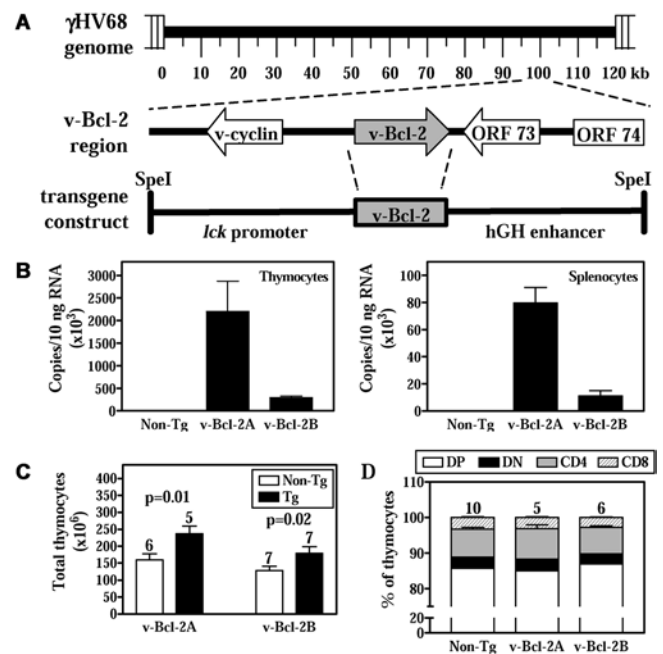 A
γHV68
genome
0 10 20 30 40 50 60 70 80 90 100 110 120 kb
v-Bcl-2
region
v-cyclin v-Bcl-2 ORF 73 ORF 74
SpeI SpeI
transgene
construct
v-Bcl-2
lck promoter hGH enhancer
B
Copies/10 ng RNA
(x10³)
3000
2500
2000
1500
1000
500
0
Thymocytes
Non-Tg v-Bcl-2A v-Bcl-2B
Copies/10 ng RNA
(x10³)
100
80
60
40
20
0
Splenocytes
Non-Tg v-Bcl-2A v-Bcl-2B
C
Total thymocytes
(x10⁶)
400
350
300
250
200
150
100
50
0
Non-Tg
Tg
p=0.01
p=0.02
6 5 7 7
v-Bcl-2A v-Bcl-2B
D
DP DN CD4 CD8
% of thymocytes
100
90
80
20
0
10 5 6
Non-Tg v-Bcl-2A v-Bcl-2B